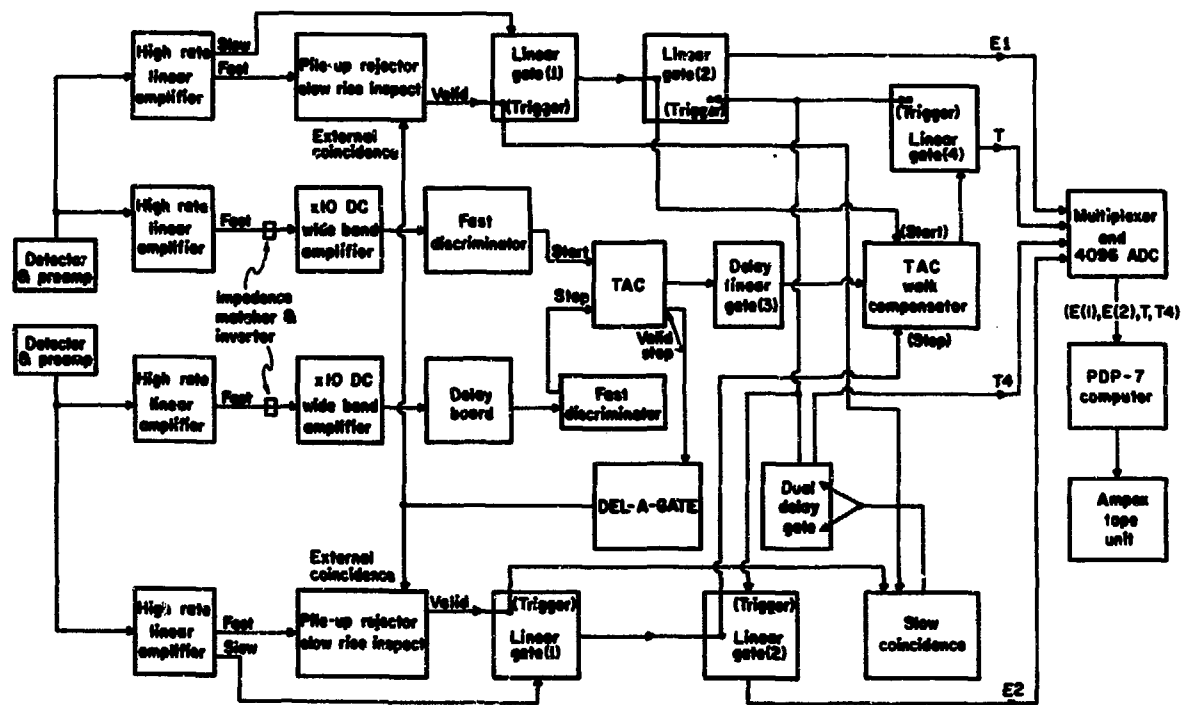 High rate
linear
amplifier
Slow
Fast
Pile-up rejector
slow rise inspect
Valid
Linear
gate(1)
(Trigger)
Linear
gate(2)
(Trigger)
E1
(Trigger)
Linear
gate(4)
T
External
coincidence
Detector
& preamp
High rate
linear
amplifier
Fast
x10 DC
wide band
amplifier
Fast
discriminator
Start
Stop
TAC
Valid
stop
Delay
linear
gate(3)
(Start)
TAC
walk
compensator
(Stop)
Multiplexer
and
4096 ADC
(E(1),E(2),T,T4)
impedence
matcher &
inverter
Detector
& preamp
High rate
linear
amplifier
Fast
x10 DC
wide band
amplifier
Delay
board
Fast
discriminator
T4
PDP-7
computer
DEL-A-GATE
Dual
delay
gate
Ampex
tape
unit
External
coincidence
High rate
linear
amplifier
Fast
Slow
Pile-up rejector
slow rise inspect
Valid
(Trigger)
Linear
gate(1)
(Trigger)
Linear
gate(2)
Slow
coincidence
E2